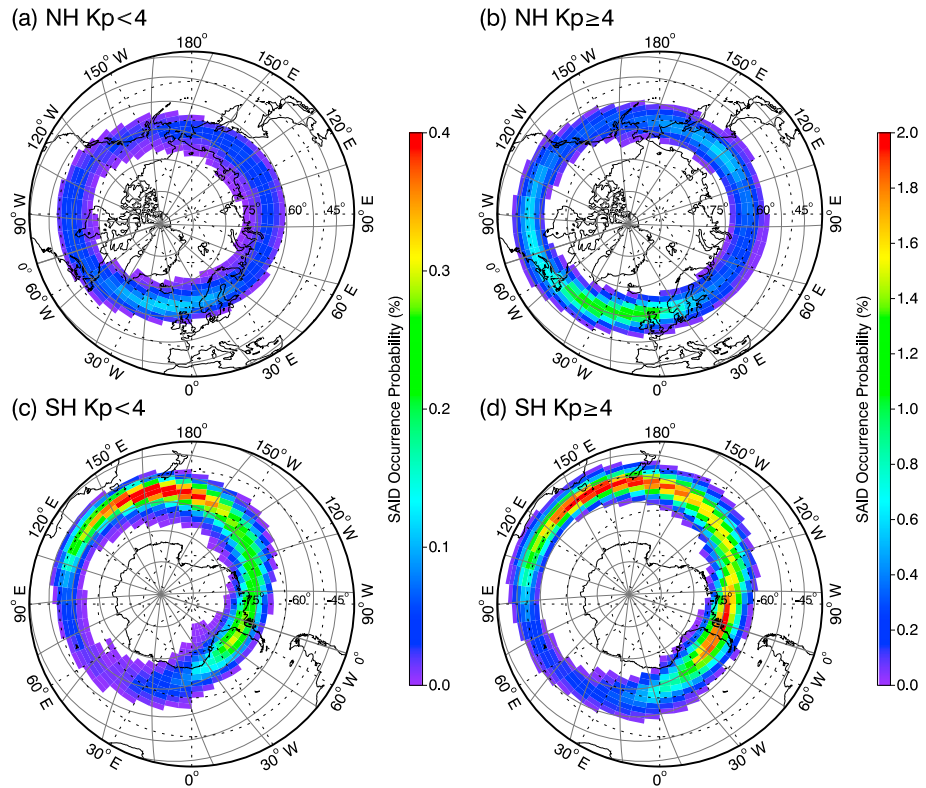 (a) NH Kp<4
(b) NH Kp≥4
180°
150° W
150° E
120° W
120° E
90° W
90° E
75°
60°
45°
0°
60° W
60° E
30° W
30° E
0°
180°
150° W
150° E
120° W
120° E
90° W
90° E
75°
60°
45°
0°
60° W
60° E
30° W
30° E
0°
(c) SH Kp<4
(d) SH Kp≥4
180°
150° E
150° W
120° E
120° W
90° E
90° W
-75°
-60°
-45°
0°
60° E
60° W
30° E
30° W
0°
180°
150° E
150° W
120° E
120° W
90° E
90° W
-75°
-60°
-45°
0°
60° E
60° W
30° E
30° W
0°
0.4
0.3
0.2
0.1
0.0
SAID Occurrence Probability (%)
2.0
1.8
1.6
1.4
1.2
1.0
0.8
0.6
0.4
0.2
0.0
SAID Occurrence Probability (%)